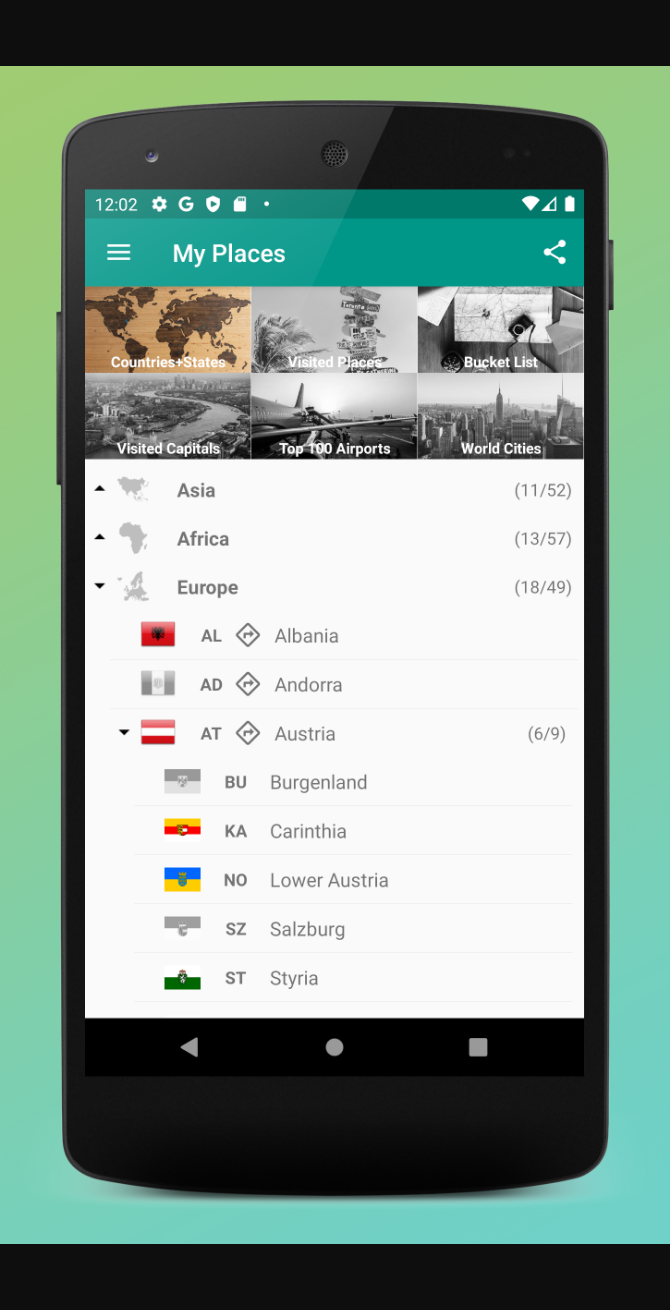 12:02
My Places
Countries+States
Visited Places
Bucket List
Visited Capitals
Top 100 Airports
World Cities
Asia (11/52)
Africa (13/57)
Europe (18/49)
AL Albania
AD Andorra
AT Austria (6/9)
BU Burgenland
KA Carinthia
NO Lower Austria
SZ Salzburg
ST Styria